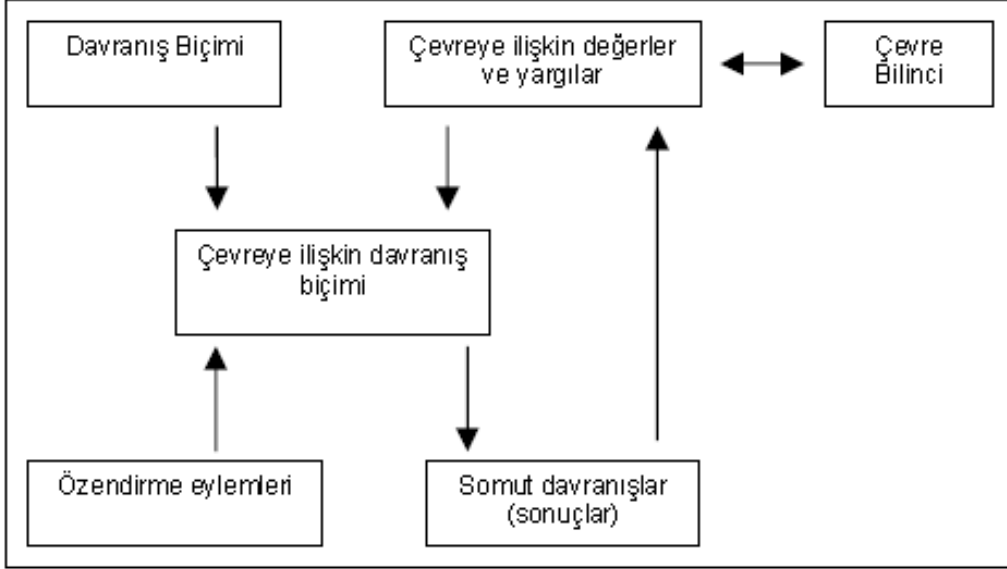 Davranış Biçimi
Çevreye ilişkin değerler
ve yargılar
Çevre
Bilinci
Çevreye ilişkin davranış
biçimi
Özendirme eylemleri
Somut davranışlar
(sonuçlar)